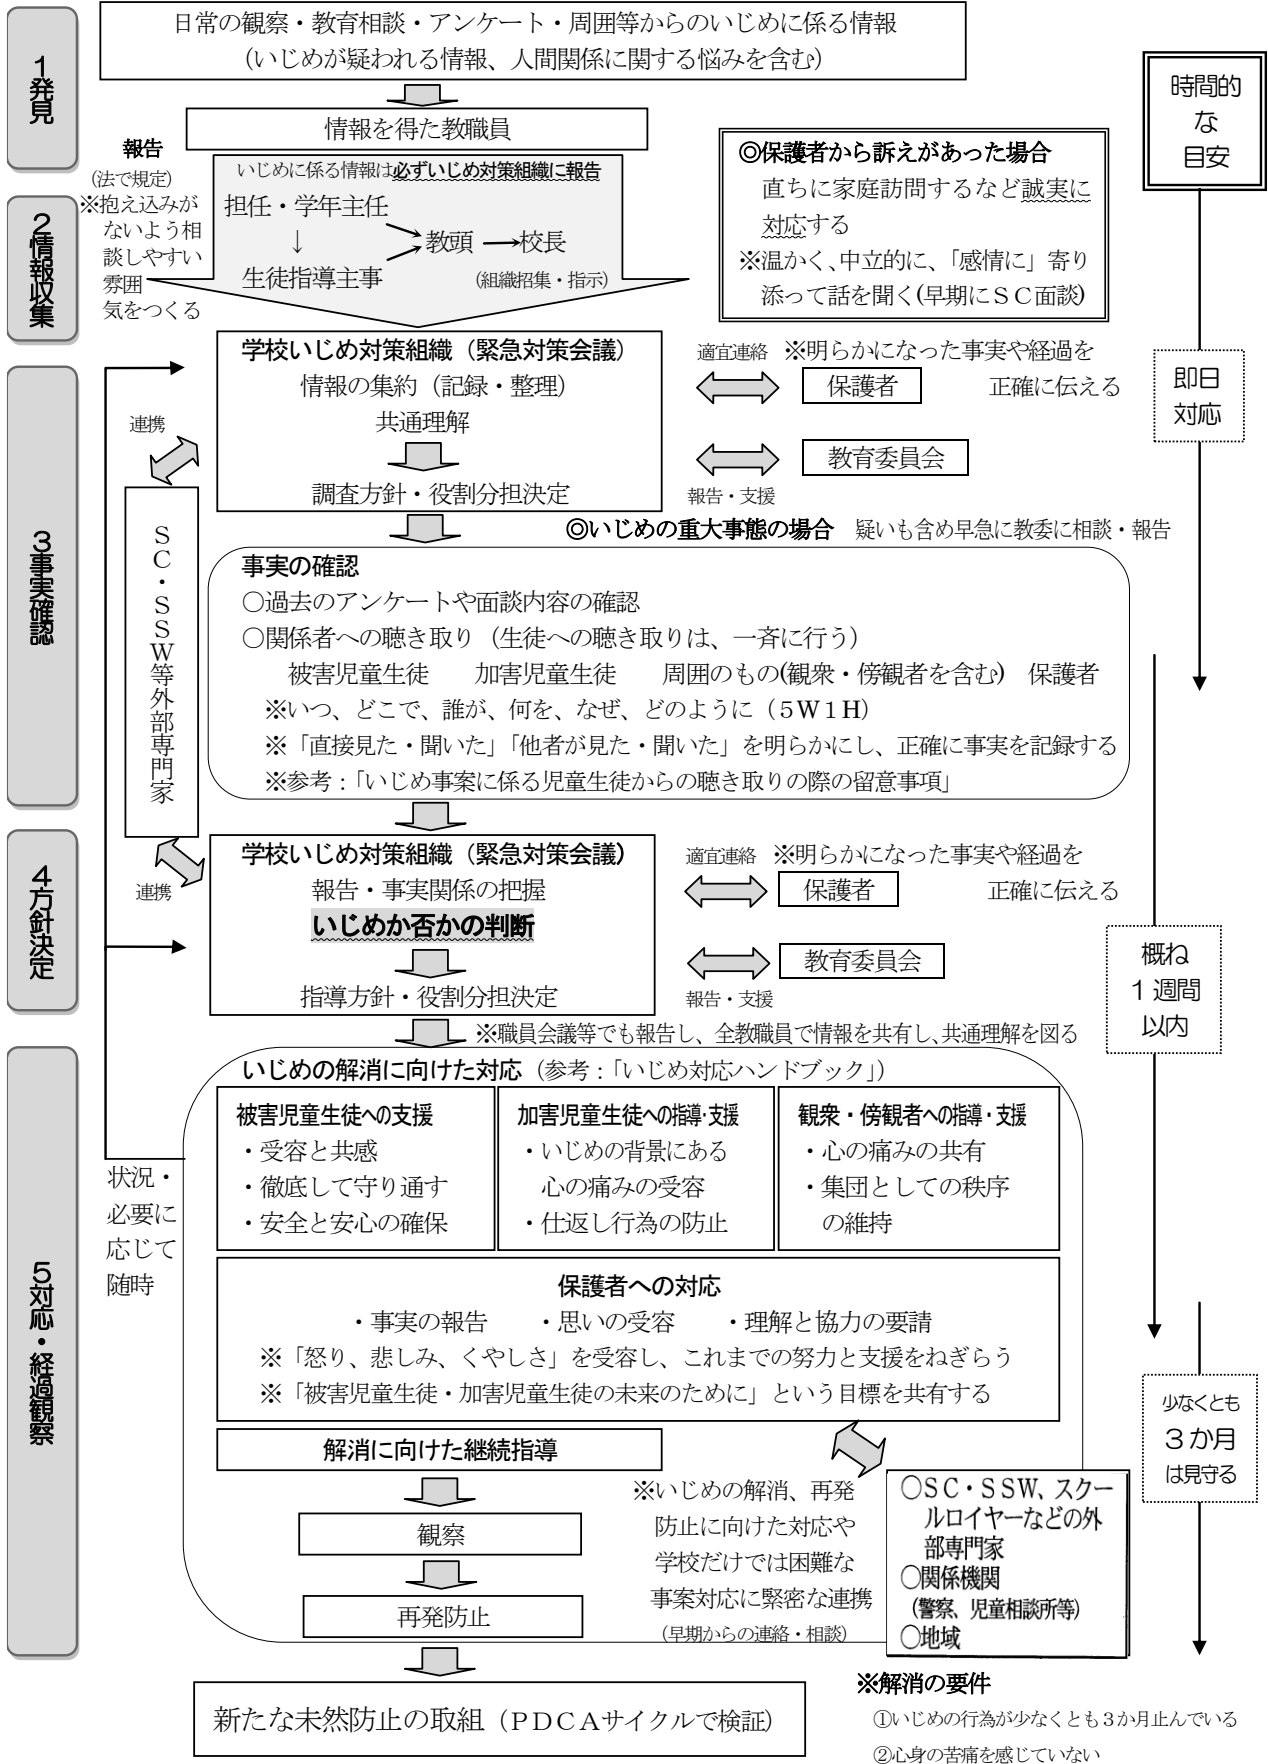 1発見
日常の観察・教育相談・アンケート・周囲等からのいじめに係る情報
(いじめが疑われる情報、人間関係に関する悩みを含む)
情報を得た教職員
時間的
な
目安
報告
(法で規定)
※抱え込みが
ないよう相
談しやすい
雰囲
気をつくる
いじめに係る情報は必ずいじめ対策組織に報告
担任・学年主任
↓
生徒指導主事
教頭
校長
(組織招集・指示)
◎保護者から訴えがあった場合
直ちに家庭訪問するなど誠実に
対応する
※温かく、中立的に、「感情に」寄り
添って話を聞く(早期にSC面談)
2情報収集
学校いじめ対策組織(緊急対策会議)
情報の集約(記録・整理)
共通理解
調査方針・役割分担決定
適宜連絡 ※明らかになった事実や経過を
保護者 正確に伝える
教育委員会
報告・支援
即日
対応
連携
SC・SSW等外部専門家
連携
◎いじめの重大事態の場合 疑いも含め早急に教委に相談・報告
3事実確認
事実の確認
○過去のアンケートや面談内容の確認
○関係者への聴き取り(生徒への聴き取りは、一斉に行う)
被害児童生徒 加害児童生徒 周囲のもの(観衆・傍観者を含む) 保護者
※いつ、どこで、誰が、何を、なぜ、どのように(5W1H)
※「直接見た・聞いた」「他者が見た・聞いた」を明らかにし、正確に事実を記録する
※参考:「いじめ事案に係る児童生徒からの聴き取りの際の留意事項」
4方針決定
学校いじめ対策組織(緊急対策会議)
報告・事実関係の把握
いじめか否かの判断
指導方針・役割分担決定
適宜連絡 ※明らかになった事実や経過を
保護者 正確に伝える
教育委員会
報告・支援
概ね
1週間
以内
※職員会議等でも報告し、全教職員で情報を共有し、共通理解を図る
5対応・経過観察
いじめの解消に向けた対応(参考:「いじめ対応ハンドブック」)
被害児童生徒への支援
・受容と共感
・徹底して守り通す
・安全と安心の確保
加害児童生徒への指導・支援
・いじめの背景にある
心の痛みの受容
・仕返し行為の防止
観衆・傍観者への指導・支援
・心の痛みの共有
・集団としての秩序
の維持
状況・
必要に
応じて
随時
保護者への対応
・事実の報告 ・思いの受容 ・理解と協力の要請
※「怒り、悲しみ、くやしさ」を受容し、これまでの努力と支援をねぎらう
※「被害児童生徒・加害児童生徒の未来のために」という目標を共有する
少なくとも
3か月
は見守る
解消に向けた継続指導
観察
再発防止
※いじめの解消、再発
防止に向けた対応や
学校だけでは困難な
事案対応に緊密な連携
(早期からの連絡・相談)
○SC・SSW、スクー
ルロイヤーなどの外
部専門家
○関係機関
(警察、児童相談所等)
○地域
新たな未然防止の取組(PDCAサイクルで検証)
※解消の要件
①いじめの行為が少なくとも3か月止んでいる
②心身の苦痛を感じていない